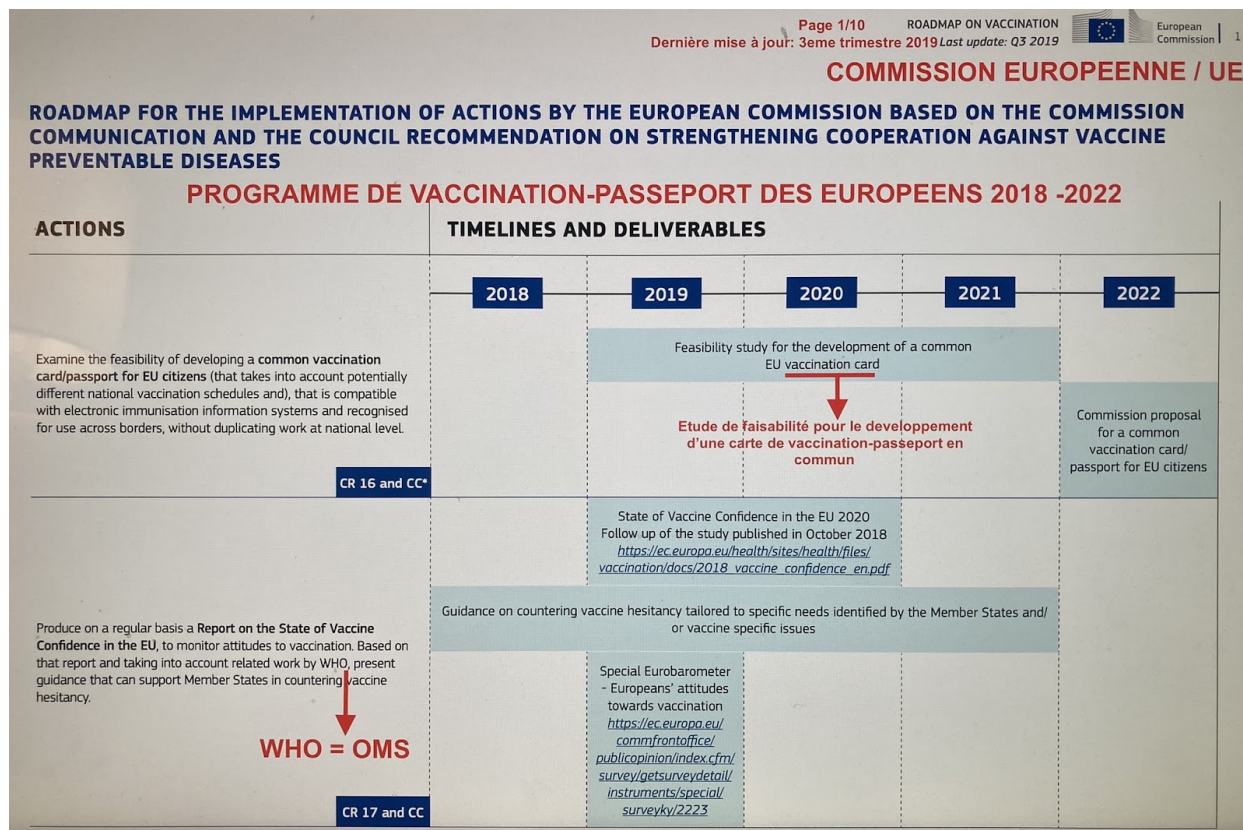 Page 1/10
ROADMAP ON VACCINATION
Dernière mise à jour: 3eme trimestre 2019 Last update: Q3 2019
European
Commission
1
COMMISSION EUROPEENNE / UE
ROADMAP FOR THE IMPLEMENTATION OF ACTIONS BY THE EUROPEAN COMMISSION BASED ON THE COMMISSION
COMMUNICATION AND THE COUNCIL RECOMMENDATION ON STRENGTHENING COOPERATION AGAINST VACCINE
PREVENTABLE DISEASES
PROGRAMME DE VACCINATION-PASSEPORT DES EUROPEENS 2018 -2022
ACTIONS
TIMELINES AND DELIVERABLES
2018
2019
2020
2021
2022
Examine the feasibility of developing a common vaccination
card/passport for EU citizens (that takes into account potentially
different national vaccination schedules and), that is compatible
with electronic immunisation information systems and recognised
for use across borders, without duplicating work at national level.
CR 16 and CC*
Feasibility study for the development of a common
EU vaccination card
Etude de faisabilité pour le developpement
d'une carte de vaccination-passeport en
commun
Commission proposal
for a common
vaccination card/
passport for EU citizens
State of Vaccine Confidence in the EU 2020
Follow up of the study published in October 2018
https://ec.europa.eu/health/sites/health/files/
vaccination/docs/2018_vaccine_confidence_en.pdf
Guidance on countering vaccine hesitancy tailored to specific needs identified by the Member States and/
or vaccine specific issues
Produce on a regular basis a Report on the State of Vaccine
Confidence in the EU, to monitor attitudes to vaccination. Based on
that report and taking into account related work by WHO, present
guidance that can support Member States in countering vaccine
hesitancy.
WHO = OMS
CR 17 and CC
Special Eurobarometer
- Europeans' attitudes
towards vaccination
https://ec.europa.eu/
commfrontoffice/
publicopinion/index.cfm/
survey/getsurveydetail/
instruments/special/
surveyky/2223